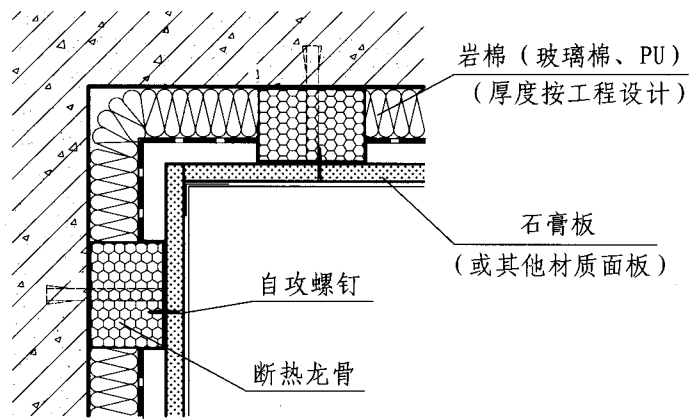 岩棉（玻璃棉、PU）
（厚度按工程设计）
石膏板
（或其他材质面板）
自攻螺钉
断热龙骨